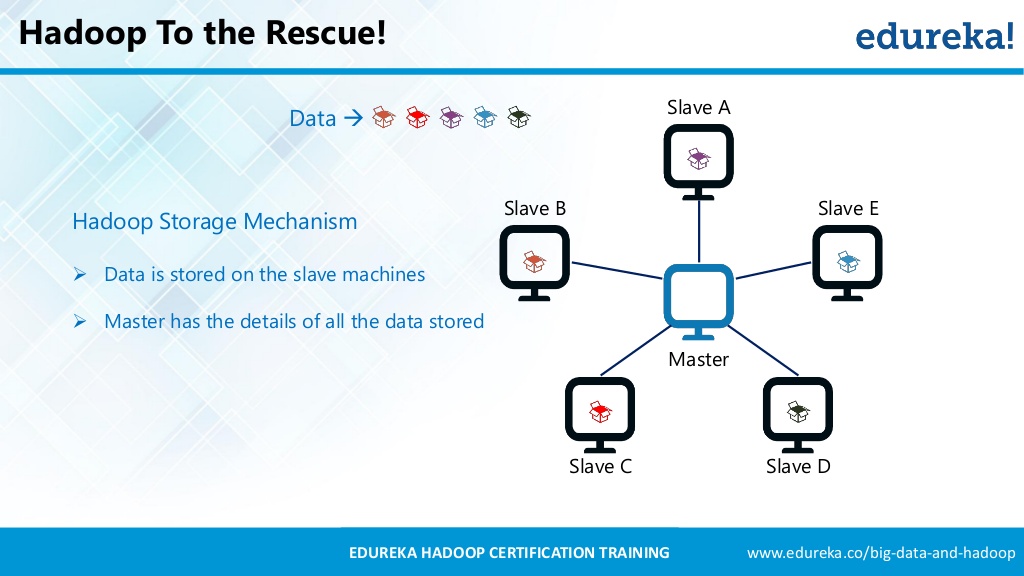 Hadoop To the Rescue!
edureka!
Data →
Slave A
Hadoop Storage Mechanism
Slave B
Slave E
➢ Data is stored on the slave machines
➢ Master has the details of all the data stored
Master
Slave C
Slave D
EDUREKA HADOOP CERTIFICATION TRAINING
www.edureka.co/big-data-and-hadoop